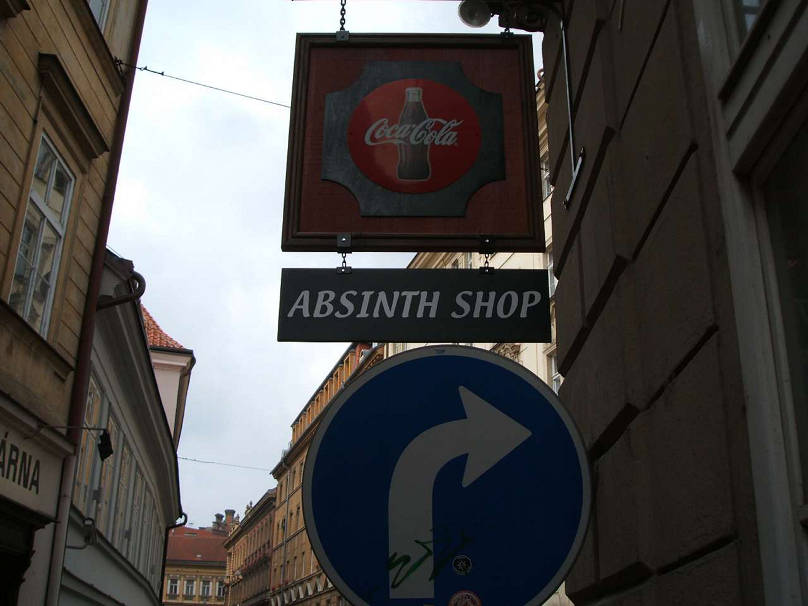 Coca-Cola
ABSINTH SHOP
ÁRNA